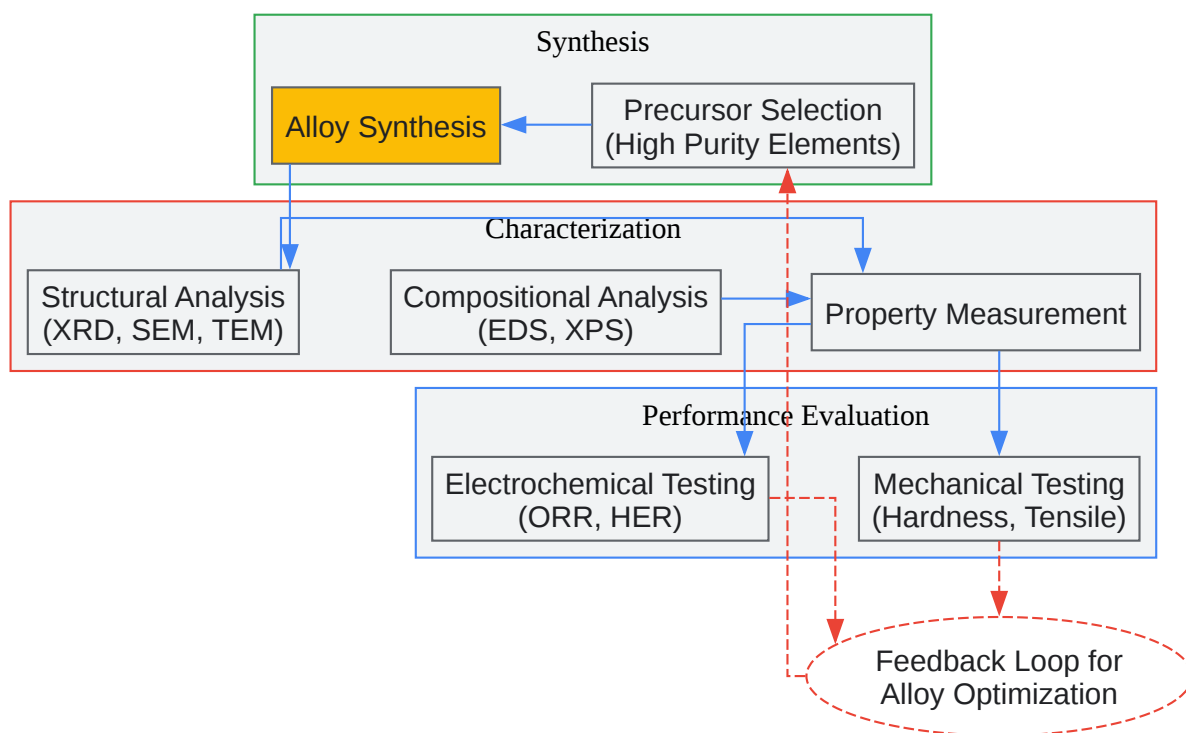 Synthesis
Alloy Synthesis
Precursor Selection
(High Purity Elements)
Characterization
Structural Analysis
(XRD, SEM, TEM)
Compositional Analysis
(EDS, XPS)
Property Measurement
Performance Evaluation
Electrochemical Testing
(ORR, HER)
Mechanical Testing
(Hardness, Tensile)
Feedback Loop for
Alloy Optimization